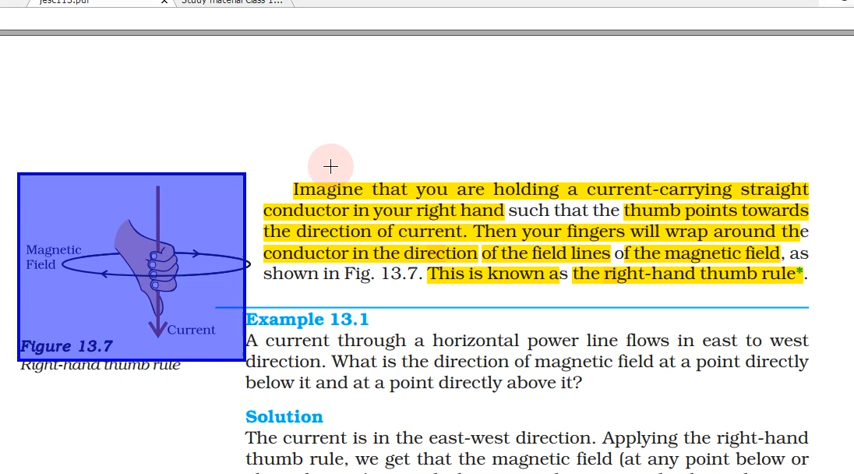 jesc113.pdf
Study material Class 1...
Imagine that you are holding a current-carrying straight
conductor in your right hand such that the thumb points towards
the direction of current. Then your fingers will wrap around the
conductor in the direction of the field lines of the magnetic field, as
shown in Fig. 13.7. This is known as the right-hand thumb rule*.
Magnetic
Field
Current
Figure 13.7
Right-hand thumb rule
Example 13.1
A current through a horizontal power line flows in east to west
direction. What is the direction of magnetic field at a point directly
below it and at a point directly above it?
Solution
The current is in the east-west direction. Applying the right-hand
thumb rule, we get that the magnetic field (at any point below or